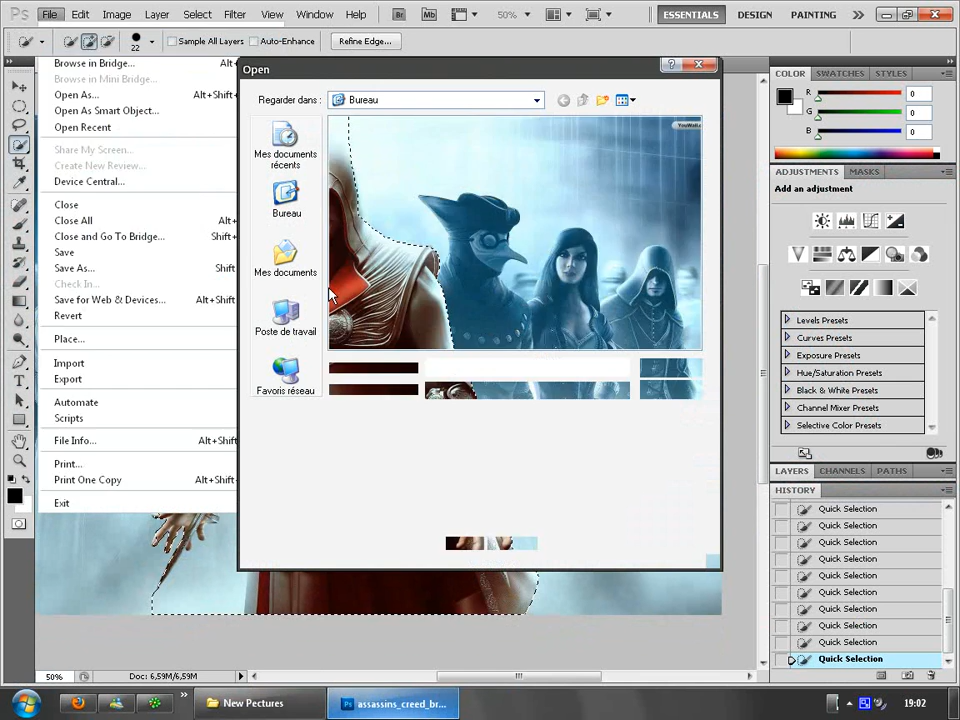 Ps File Edit Image Layer Select Filter View Window Help Br Mb 50% ESSENTIALS DESIGN PAINTING
22 Sample All Layers Auto-Enhance Refine Edge...
Browse in Bridge... Alt+
Browse in Mini Bridge...
Open As... Alt+Shift+
Open As Smart Object...
Open Recent
Share My Screen...
Create New Review...
Device Central...
Close
Close All Alt+
Close and Go To Bridge... Shift+
Save
Save As... Shift
Check In...
Save for Web & Devices... Alt+Shift+
Revert
Place...
Import
Export
Automate
Scripts
File Info... Alt+Shift+
Print...
Print One Copy Alt+Shift+
Exit
Open
Regarder dans : Bureau
Mes documents
récents
Bureau
Mes documents
Poste de travail
Favoris réseau
COLOR SWATCHES STYLES
R 0
G 0
B 0
ADJUSTMENTS MASKS
Add an adjustment
Levels Presets
Curves Presets
Exposure Presets
Hue/Saturation Presets
Black & White Presets
Channel Mixer Presets
Selective Color Presets
LAYERS CHANNELS PATHS
HISTORY
Quick Selection
Quick Selection
Quick Selection
Quick Selection
Quick Selection
Quick Selection
Quick Selection
Quick Selection
Quick Selection
Quick Selection
50% Doc: 6,59M/6,59M
New Pectures
Ps assassins_creed_br...
19:02